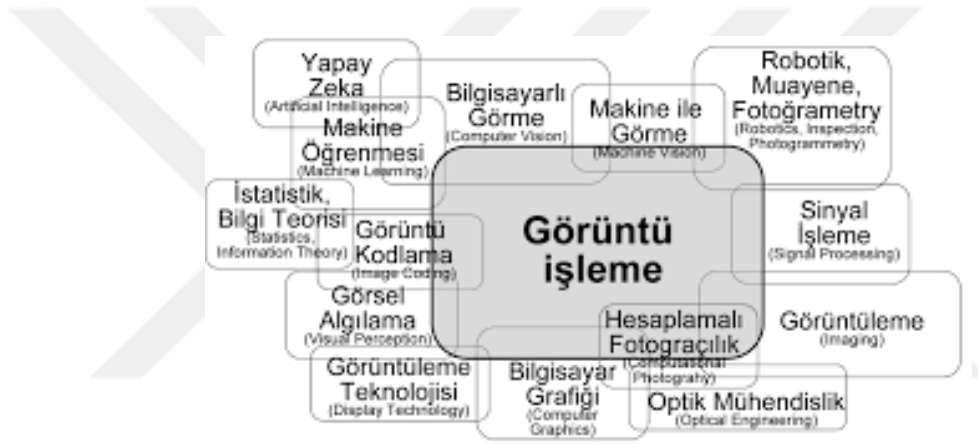 Yapay
Zeka
(Artificial Intelligence)
Makine
Öğrenmesi
(Machine Learning)
Bilgisayarlı
Görme
(Computer Vision)
Makine ile
Görme
(Machine Vision)
Robotik,
Muayene,
Fotoğrametry
(Robotics, Inspection,
Photogrammetry)
İstatistik,
Bilgi Teorisi
(Statistics,
Information Theory)
Görüntü
Kodlama
(Image Coding)
Görüntü
işleme
Sinyal
İşleme
(Signal Processing)
Görsel
Algılama
(Visual Perception)
Hesaplamalı
Fotograçılık
(Computational
Photograhy)
Görüntüleme
(Imaging)
Görüntüleme
Teknolojisi
(Display Technology)
Bilgisayar
Grafiği
(Computer
Graphics)
Optik Mühendislik
(Optical Engineering)